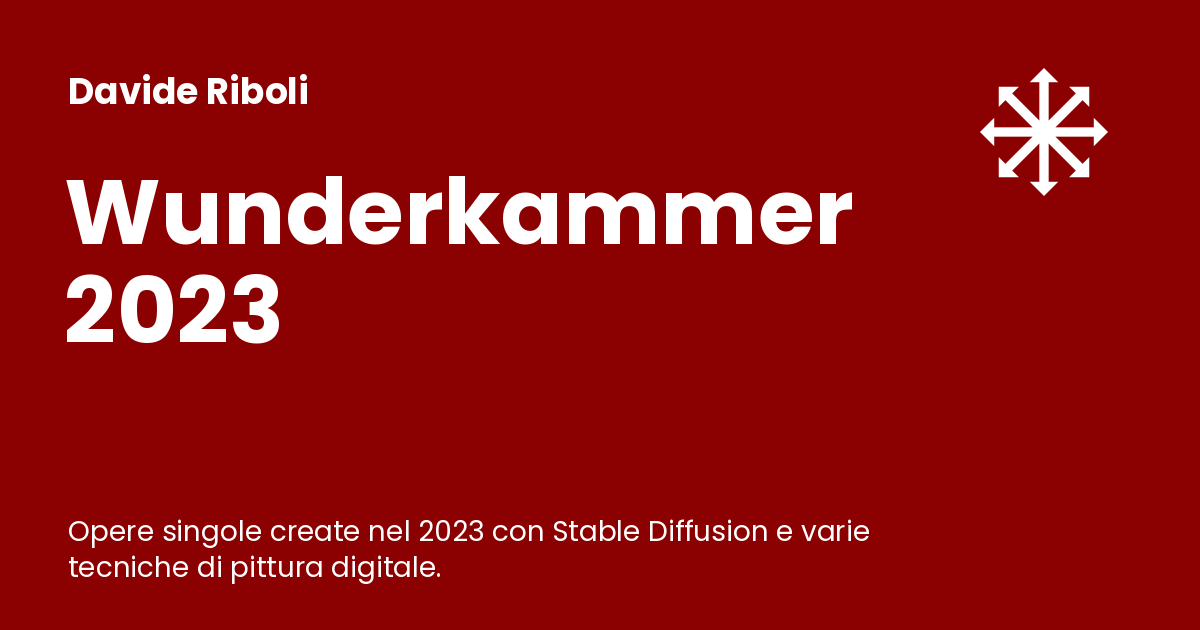 Davide Riboli
Wunderkammer
2023
Opere singole create nel 2023 con Stable Diffusion e varie
tecniche di pittura digitale.